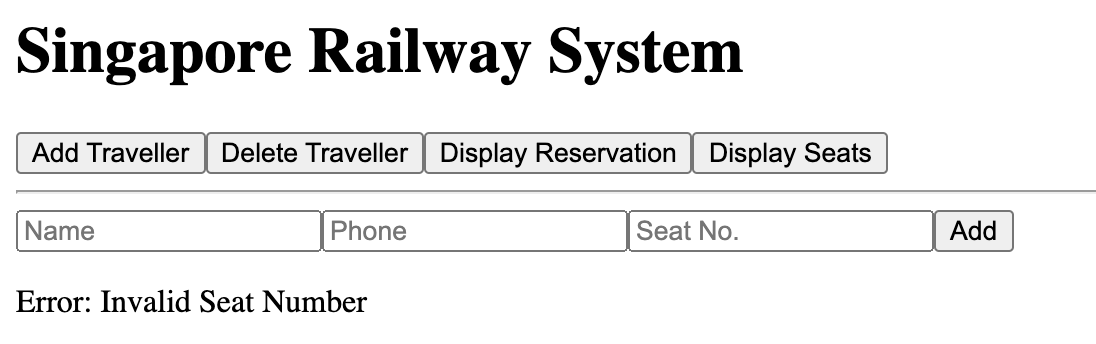 Singapore Railway System
Add Traveller Delete Traveller Display Reservation Display Seats
Name Phone Seat No. Add
Error: Invalid Seat Number